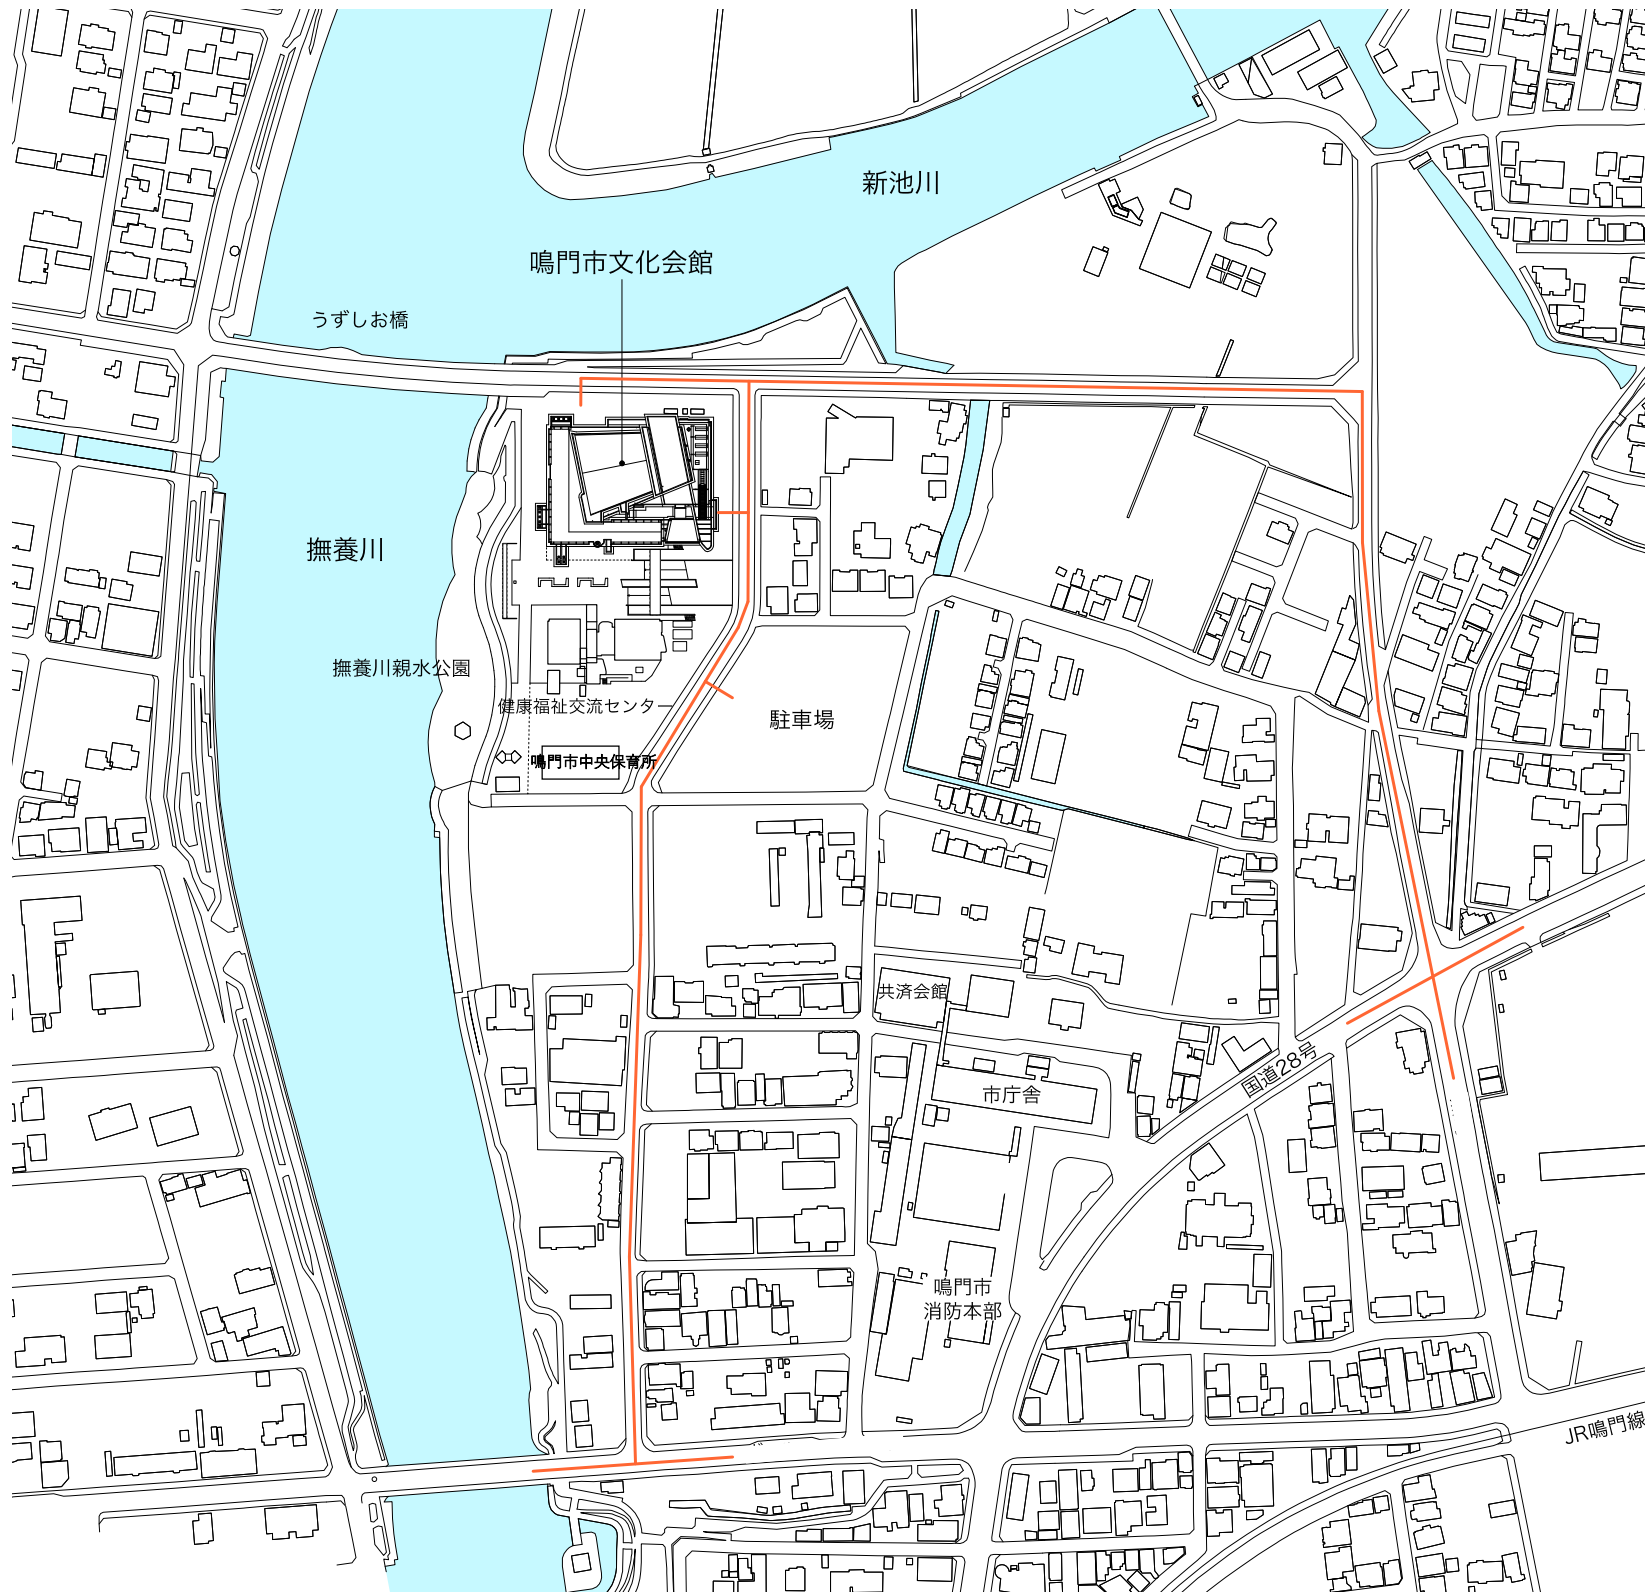 新池川
鳴門市文化会館
うずしお橋
撫養川
撫養川親水公園
健康福祉交流センター
駐車場
鳴門市中央保育所
共済会館
国道28号
市庁舎
鳴門市
消防本部
JR鳴門線